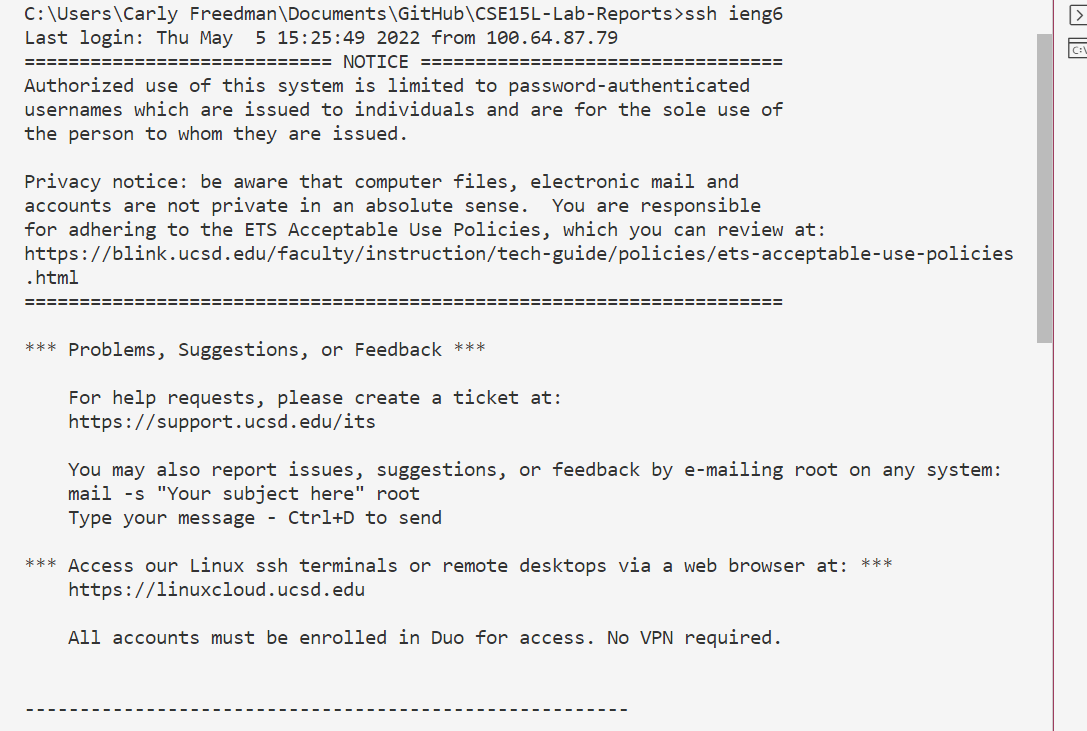 C:\Users\Carly Freedman\Documents\GitHub\CSE15L-Lab-Reports>ssh ieng6
Last login: Thu May  5 15:25:49 2022 from 100.64.87.79
============================ NOTICE =================================
Authorized use of this system is limited to password-authenticated
usernames which are issued to individuals and are for the sole use of
the person to whom they are issued.

Privacy notice: be aware that computer files, electronic mail and
accounts are not private in an absolute sense.  You are responsible
for adhering to the ETS Acceptable Use Policies, which you can review at:
https://blink.ucsd.edu/faculty/instruction/tech-guide/policies/ets-acceptable-use-policies
.html
=====================================================================

*** Problems, Suggestions, or Feedback ***

    For help requests, please create a ticket at:
    https://support.ucsd.edu/its

    You may also report issues, suggestions, or feedback by e-mailing root on any system:
    mail -s "Your subject here" root
    Type your message - Ctrl+D to send

*** Access our Linux ssh terminals or remote desktops via a web browser at: ***
    https://linuxcloud.ucsd.edu

    All accounts must be enrolled in Duo for access. No VPN required.


-------------------------------------------------------